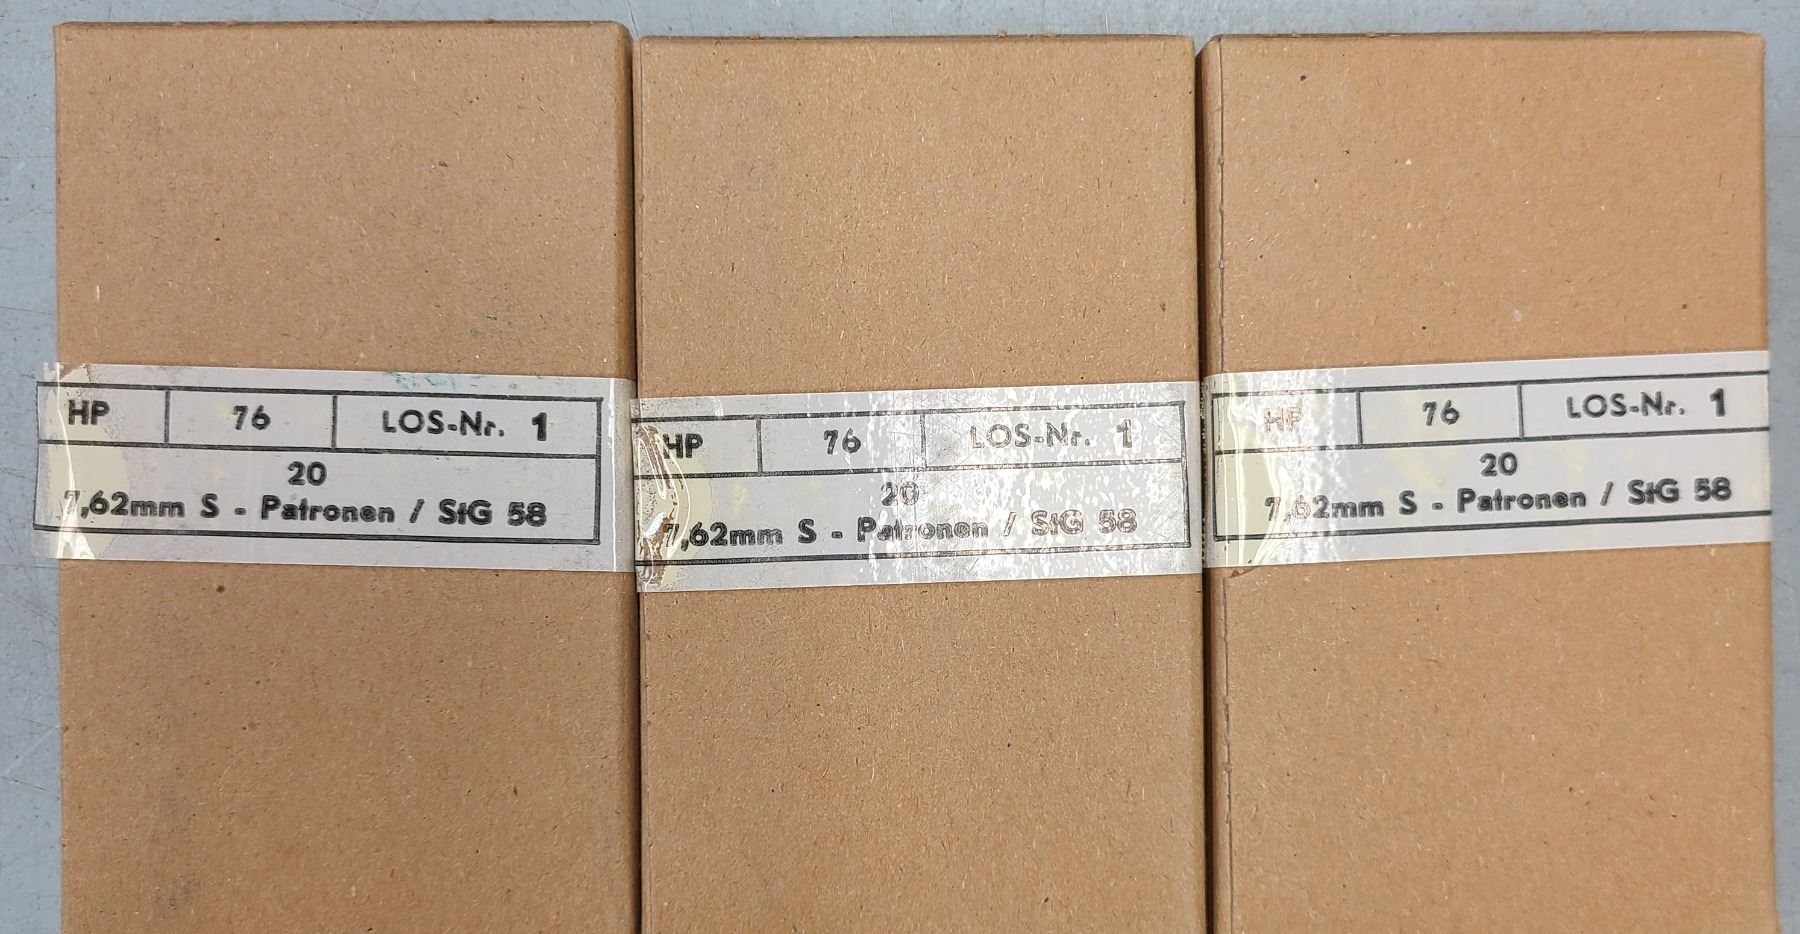 HP 76 LOS-Nr. 1
20
7,62mm S - Patronen / StG 58
HP 76 LOS-Nr. 1
20
7,62mm S - Patronen / StG 58
HP 76 LOS-Nr. 1
20
7,62mm S - Patronen / StG 58